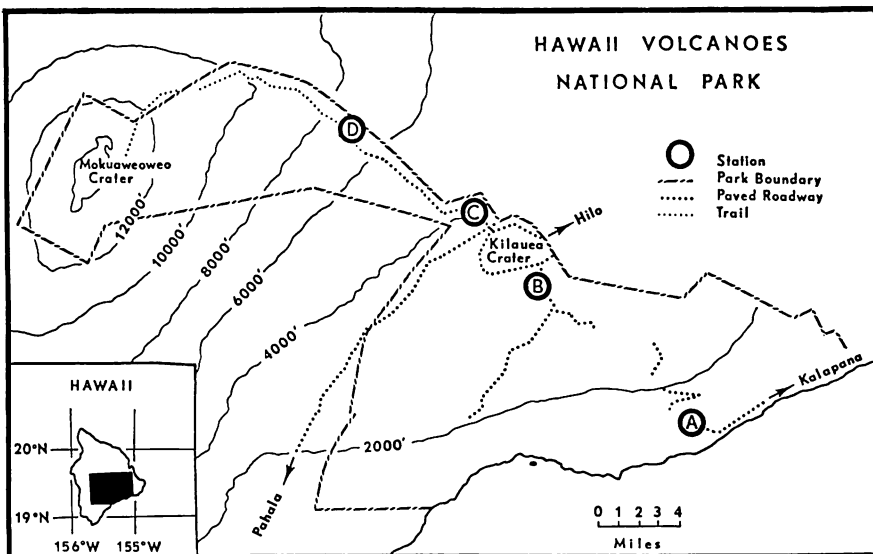 HAWAII VOLCANOES
NATIONAL PARK
D
Station
Park Boundary
Paved Roadway
Trail
Mokuaweoweo
Crater
C
Hilo
Kilauea
Crater
B
12000'
10000'
8000'
6000'
4000'
2000'
Kalapana
A
Pahala
HAWAII
20°N
19°N
156°W
155°W
0 1 2 3 4
Miles